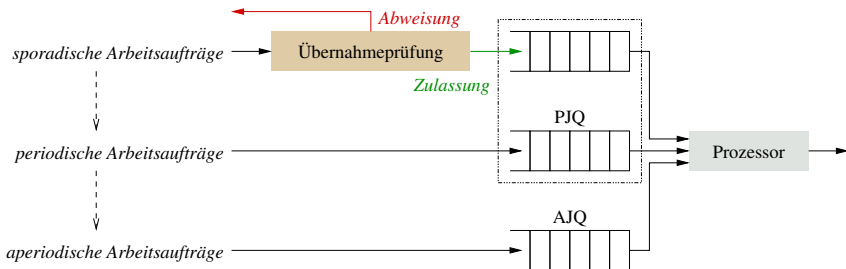 Abweisung
sporadische Arbeitsaufträge
Übernahmeprüfung
Zulassung
PJQ
periodische Arbeitsaufträge
Prozessor
AJQ
aperiodische Arbeitsaufträge